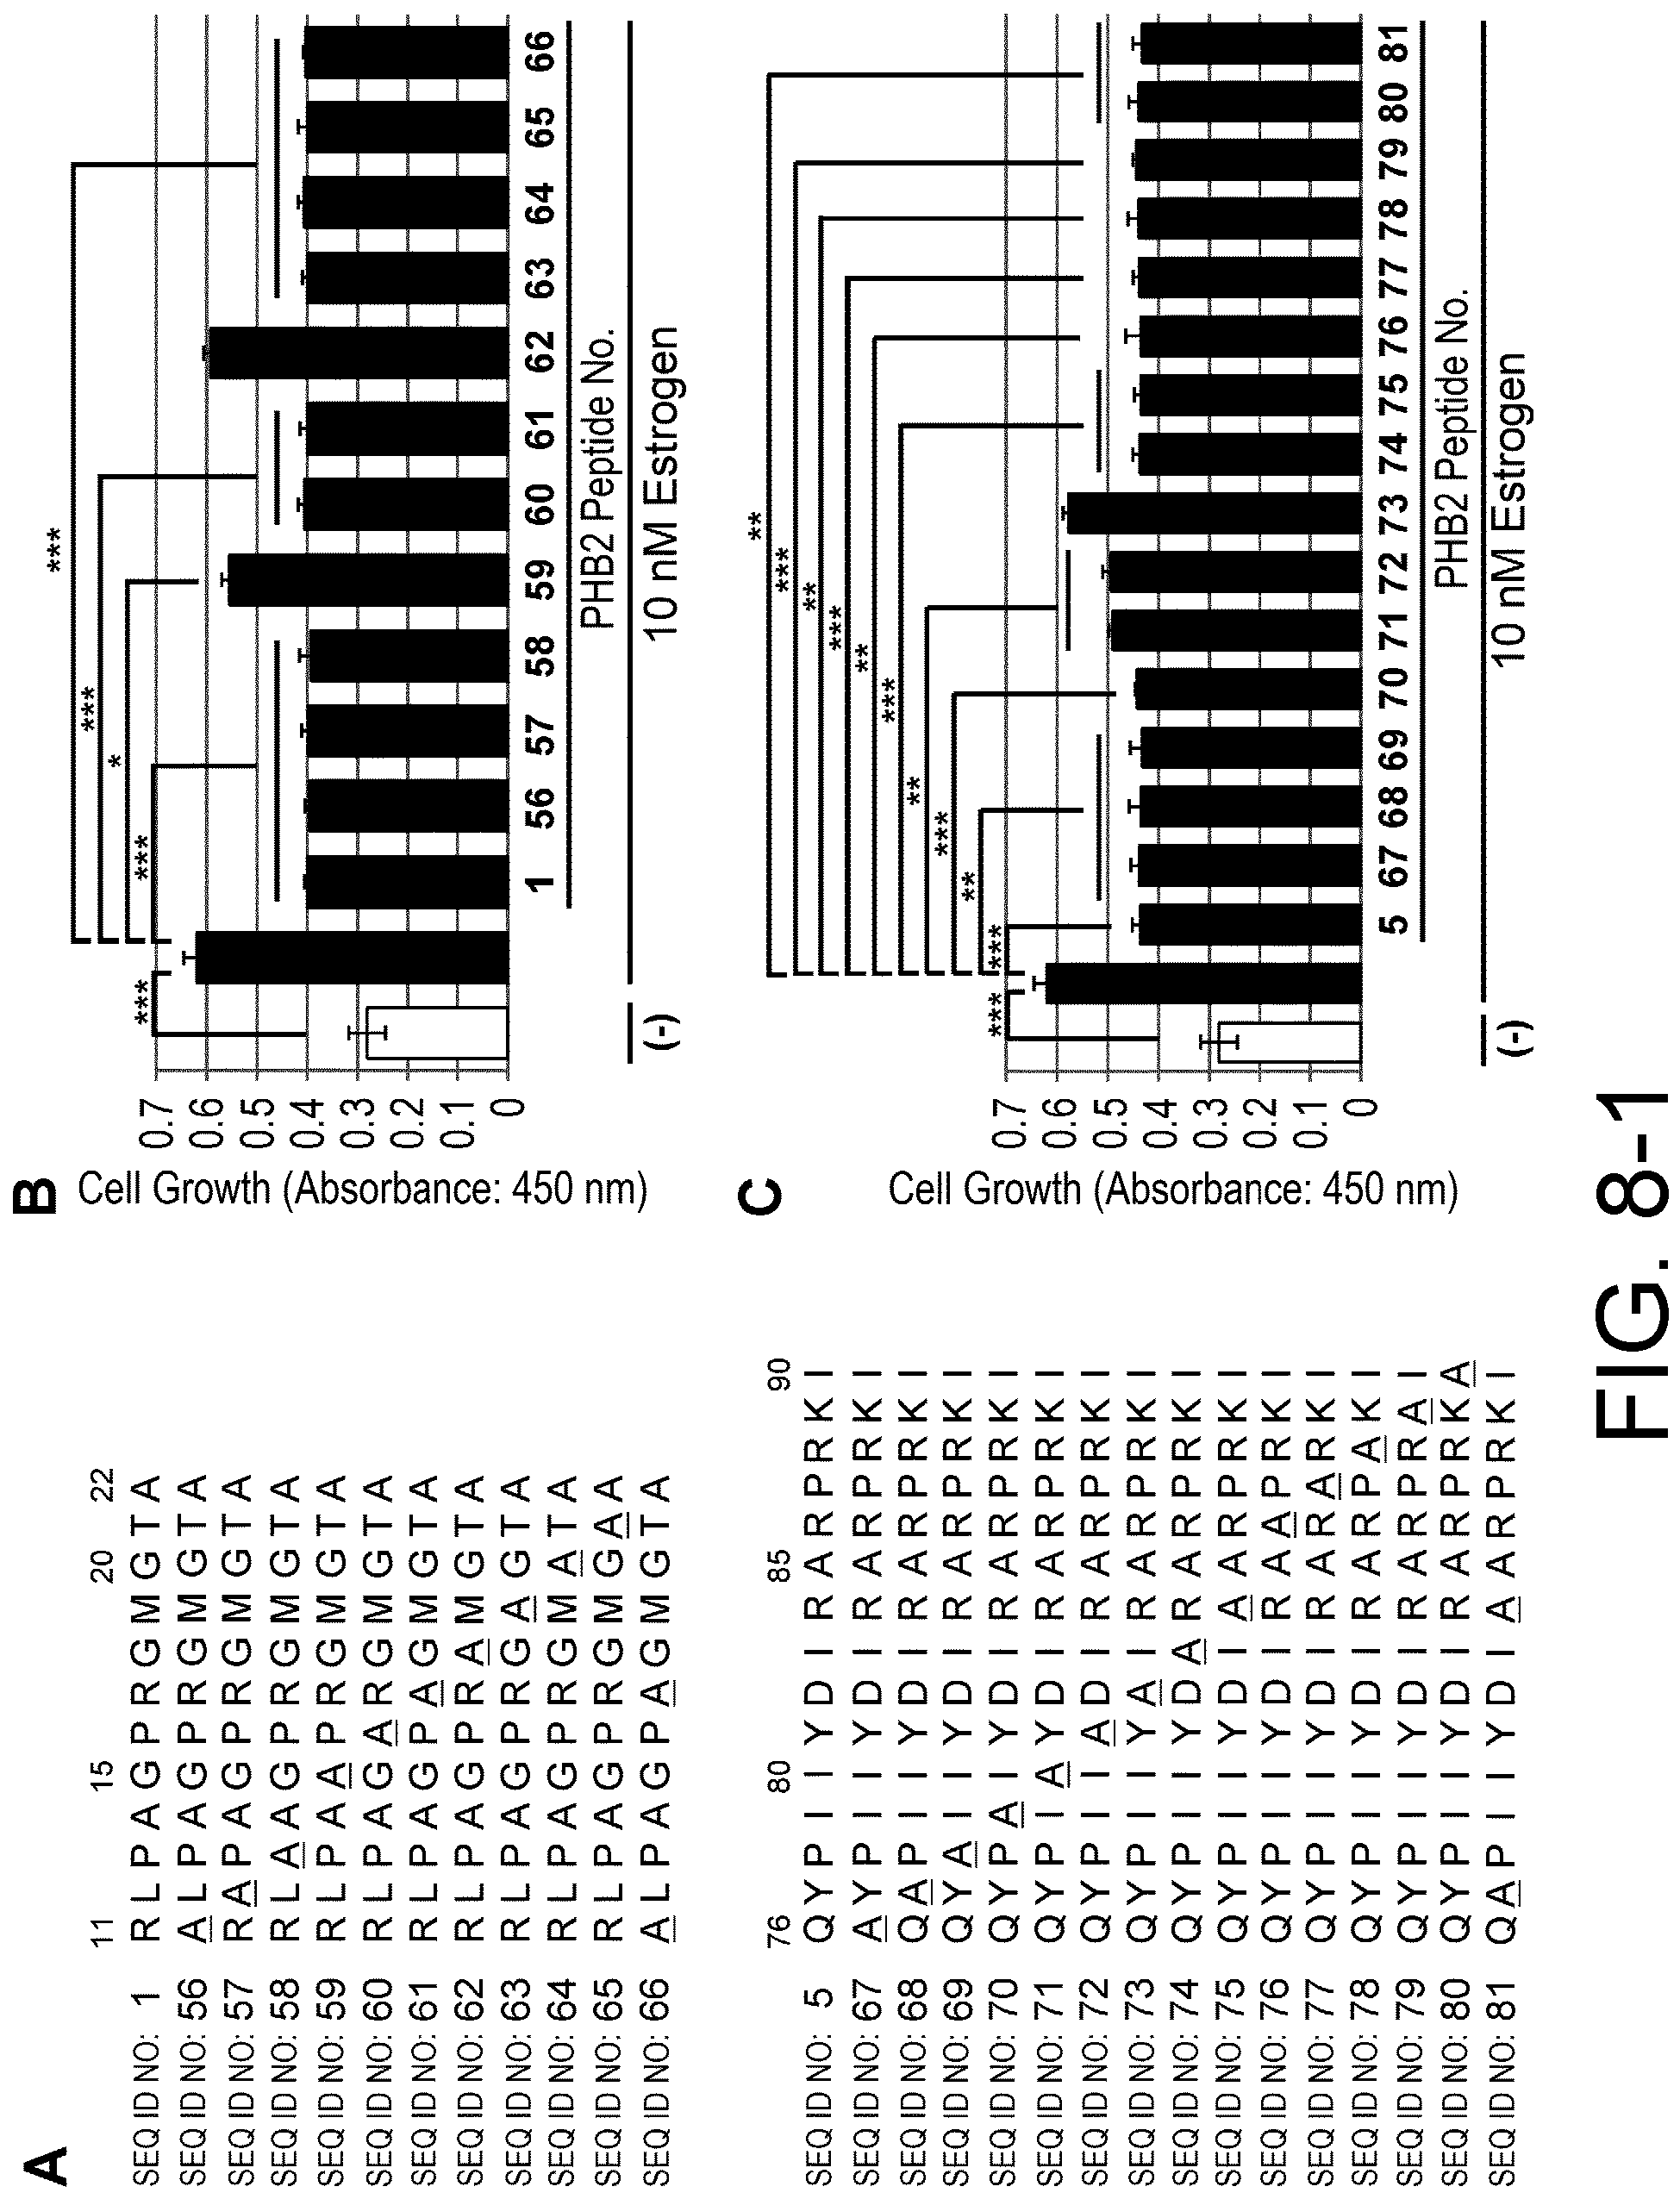 A
11 15 20 22
SEQ ID NO: 1 R L P A G P R G M G T A
SEQ ID NO: 56 A L P A G P R G M G T A
SEQ ID NO: 57 R A P A G P R G M G T A
SEQ ID NO: 58 R L A A G P R G M G T A
SEQ ID NO: 59 R L P A A P R G M G T A
SEQ ID NO: 60 R L P A G A R G M G T A
SEQ ID NO: 61 R L P A G P A G M G T A
SEQ ID NO: 62 R L P A G P R A M G T A
SEQ ID NO: 63 R L P A G P R G A G T A
SEQ ID NO: 64 R L P A G P R G M A T A
SEQ ID NO: 65 R L P A G P R G M G A A
SEQ ID NO: 66 A L P A G P A G M G T A
76 80 85 90
SEQ ID NO: 5 Q Y P I I Y D I R A R P R K I
SEQ ID NO: 67 A Y P I I Y D I R A R P R K I
SEQ ID NO: 68 Q A P I I Y D I R A R P R K I
SEQ ID NO: 69 Q Y A I I Y D I R A R P R K I
SEQ ID NO: 70 Q Y P A I Y D I R A R P R K I
SEQ ID NO: 71 Q Y P I A Y D I R A R P R K I
SEQ ID NO: 72 Q Y P I I A D I R A R P R K I
SEQ ID NO: 73 Q Y P I I Y A I R A R P R K I
SEQ ID NO: 74 Q Y P I I Y D A R A R P R K I
SEQ ID NO: 75 Q Y P I I Y D I A A R P R K I
SEQ ID NO: 76 Q Y P I I Y D I R A A P R K I
SEQ ID NO: 77 Q Y P I I Y D I R A R A R K I
SEQ ID NO: 78 Q Y P I I Y D I R A R P A K I
SEQ ID NO: 79 Q Y P I I Y D I R A R P R A I
SEQ ID NO: 80 Q Y P I I Y D I R A R P R K A
SEQ ID NO: 81 Q A P I I Y D I A A R P R K I
B
Cell Growth (Absorbance: 450 nm)
***
***
*
*** ***
0.7
0.6
0.5
0.4
0.3
0.2
0.1
0
1 56 57 58 59 60 61 62 63 64 65 66
PHB2 Peptide No.
(-) 10 nM Estrogen
C
Cell Growth (Absorbance: 450 nm)
**
***
**
***
**
***
**
***
**
*** ***
0.7
0.6
0.5
0.4
0.3
0.2
0.1
0
5 67 68 69 70 71 72 73 74 75 76 77 78 79 80 81
PHB2 Peptide No.
(-) 10 nM Estrogen
FIG. 8-1